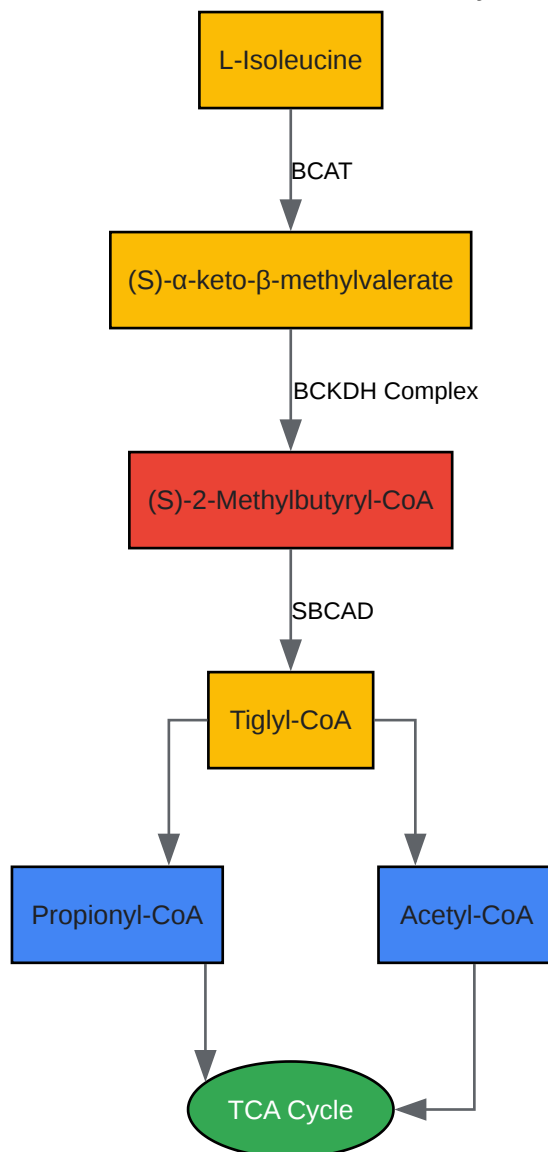 L-Isoleucine
BCAT
(S)-α-keto-β-methylvalerate
BCKDH Complex
(S)-2-Methylbutyryl-CoA
SBCAD
Tiglyl-CoA
Propionyl-CoA
Acetyl-CoA
TCA Cycle